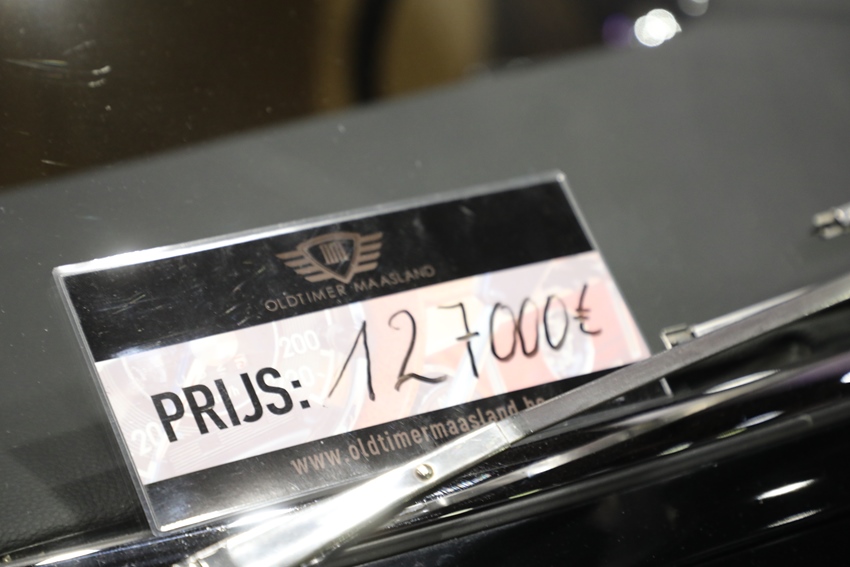 OLDTIMER MAASLAND
PRIJS: 127000€
www.oldtimermaasland.be